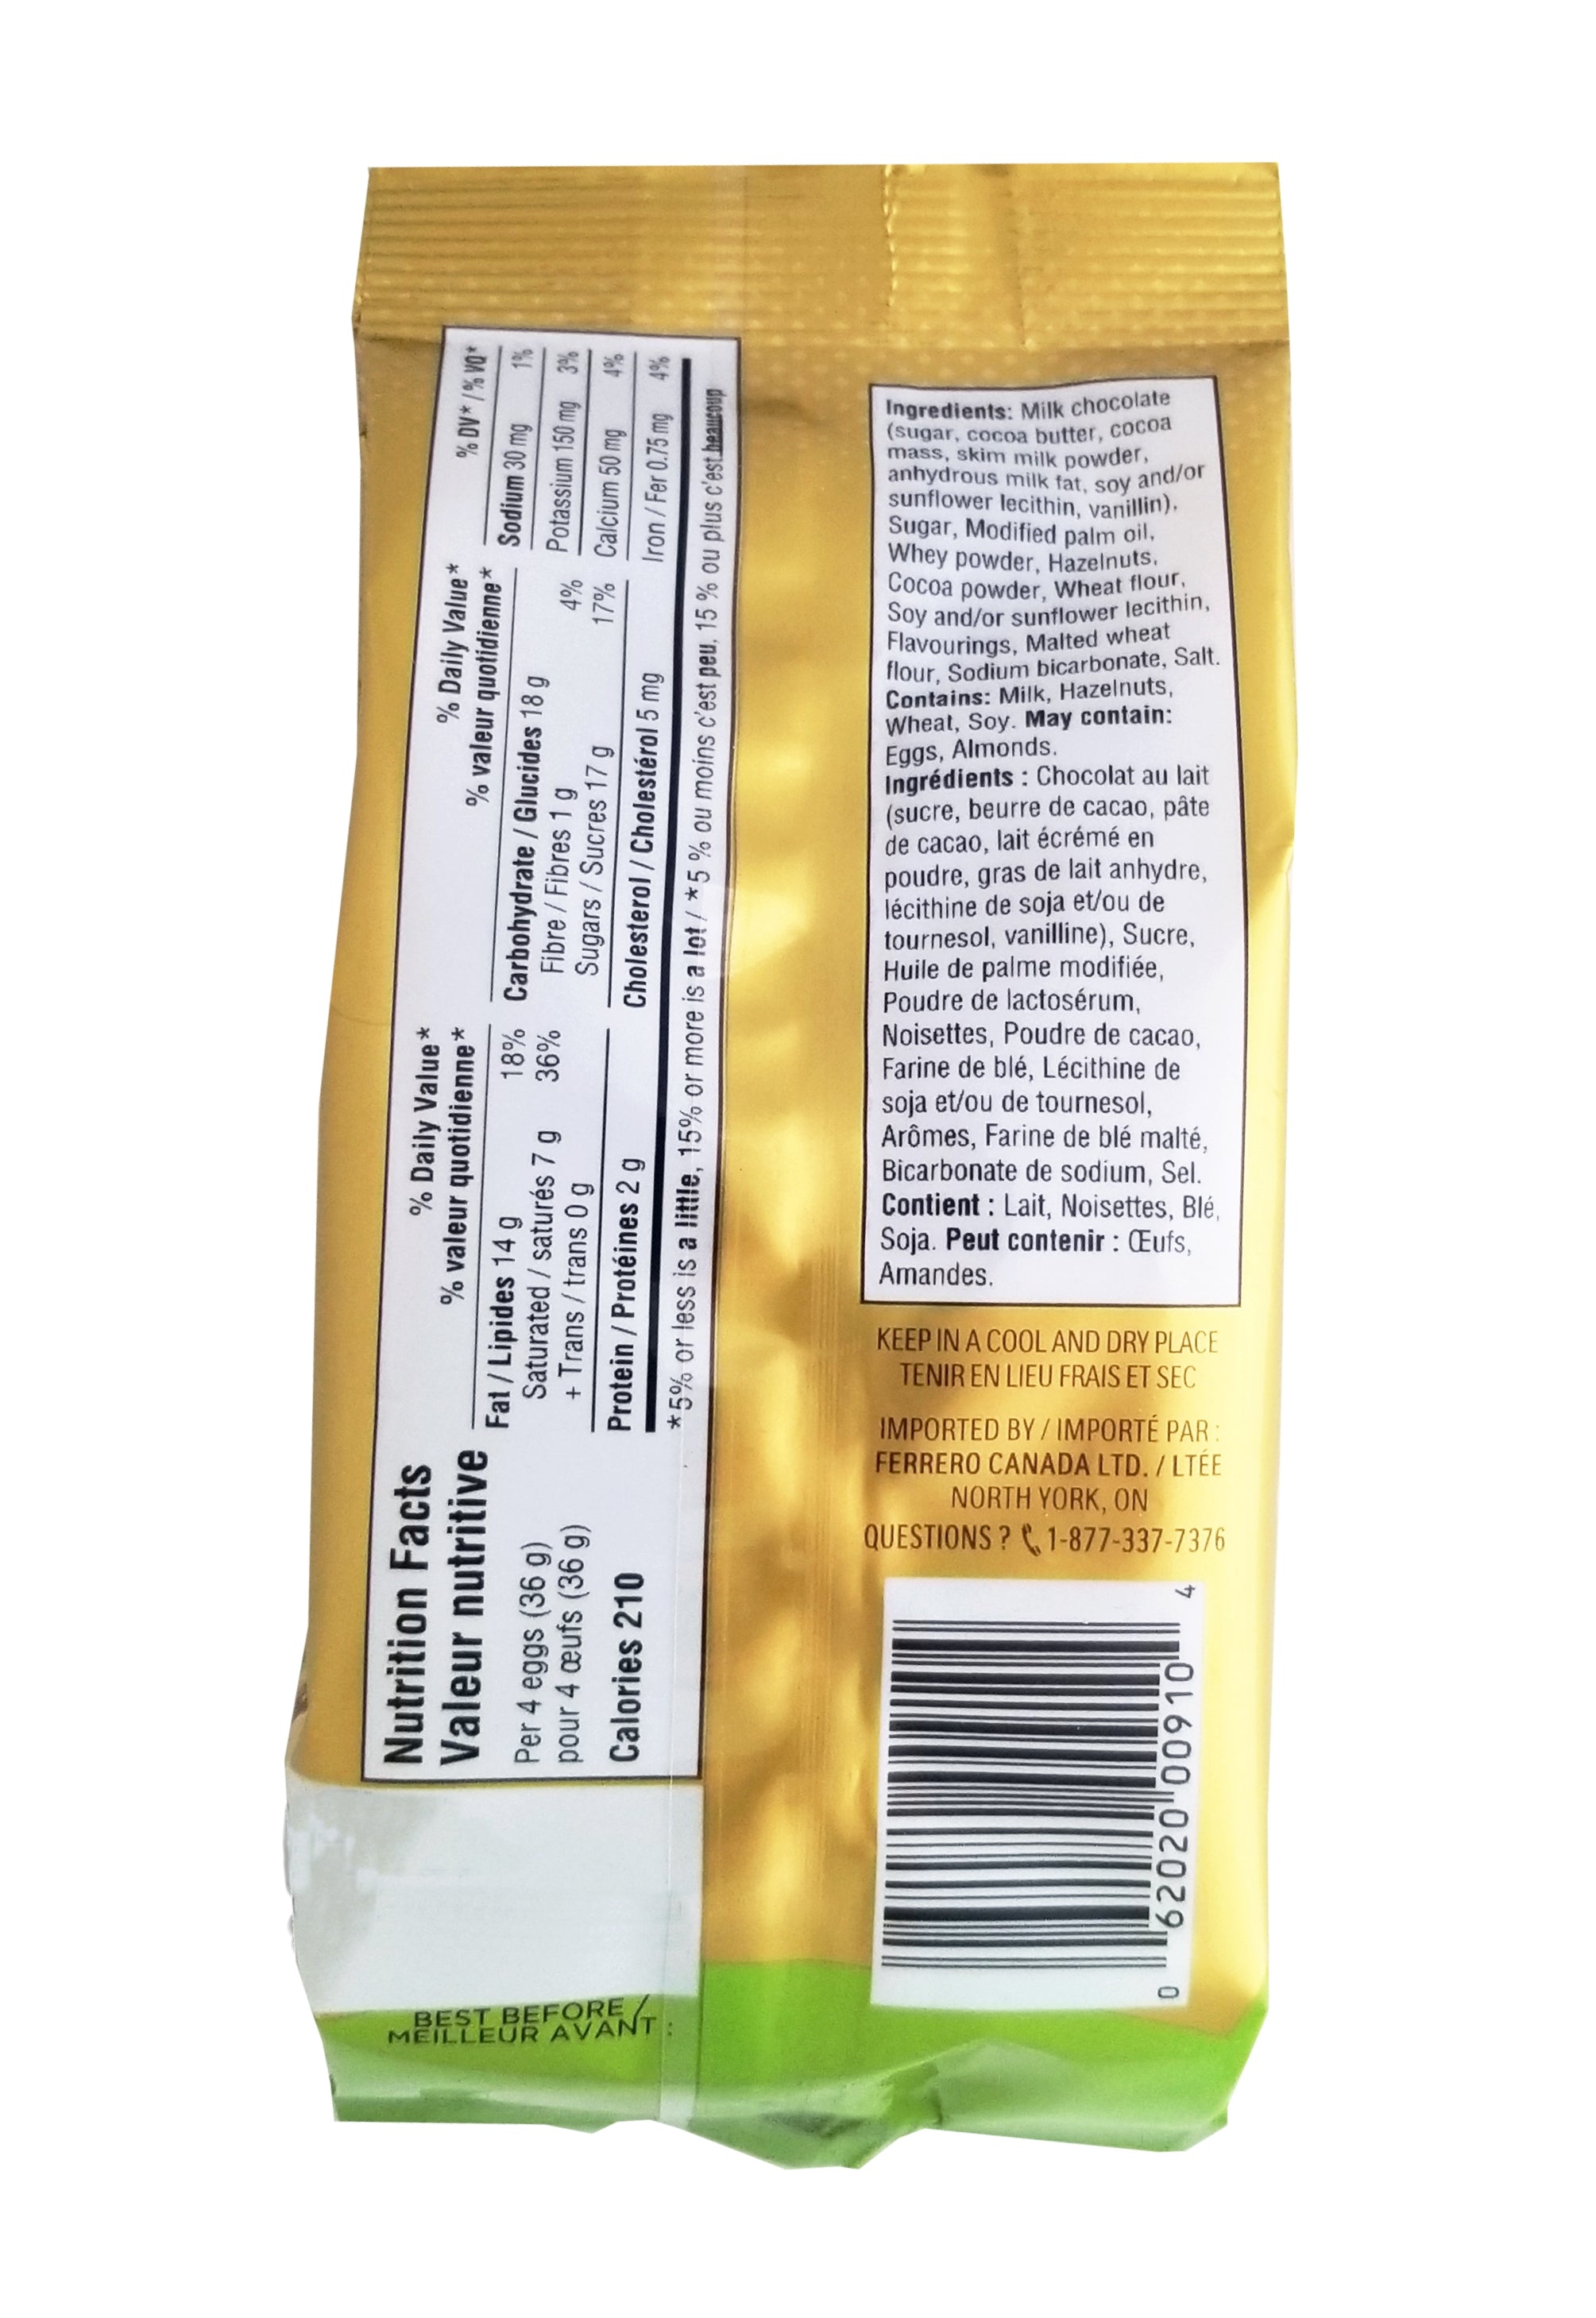 Nutrition Facts
Valeur nutritive
Per 4 eggs (36 g)
pour 4 œufs (36 g)
Calories 210
% Daily Value*
% valeur quotidienne*
Fat / Lipides 14 g 18%
Saturated / saturés 7 g 36%
+ Trans / trans 0 g
Protein / Protéines 2 g
% Daily Value*
% valeur quotidienne*
Carbohydrate / Glucides 18 g
Fibre / Fibres 1 g 4%
Sugars / Sucres 17 g 17%
Cholesterol / Cholestérol 5 mg
% DV* / % VQ*
Sodium 30 mg 1%
Potassium 150 mg 3%
Calcium 50 mg 4%
Iron / Fer 0.75 mg 4%
*5% or less is a little, 15% or more is a lot / *5 % ou moins c'est peu, 15 % ou plus c'est beaucoup
BEST BEFORE /
MEILLEUR AVANT :
Ingredients: Milk chocolate
(sugar, cocoa butter, cocoa
mass, skim milk powder,
anhydrous milk fat, soy and/or
sunflower lecithin, vanillin),
Sugar, Modified palm oil,
Whey powder, Hazelnuts,
Cocoa powder, Wheat flour,
Soy and/or sunflower lecithin,
Flavourings, Malted wheat
flour, Sodium bicarbonate, Salt.
Contains: Milk, Hazelnuts,
Wheat, Soy. May contain:
Eggs, Almonds.
Ingrédients : Chocolat au lait
(sucre, beurre de cacao, pâte
de cacao, lait écrémé en
poudre, gras de lait anhydre,
lécithine de soja et/ou de
tournesol, vanilline), Sucre,
Huile de palme modifiée,
Poudre de lactosérum,
Noisettes, Poudre de cacao,
Farine de blé, Lécithine de
soja et/ou de tournesol,
Arômes, Farine de blé malté,
Bicarbonate de sodium, Sel.
Contient : Lait, Noisettes, Blé,
Soja. Peut contenir : Œufs,
Amandes.
KEEP IN A COOL AND DRY PLACE
TENIR EN LIEU FRAIS ET SEC
IMPORTED BY / IMPORTÉ PAR :
FERRERO CANADA LTD. / LTÉE
NORTH YORK, ON
QUESTIONS ? 1-877-337-7376
0 62020 00910 4